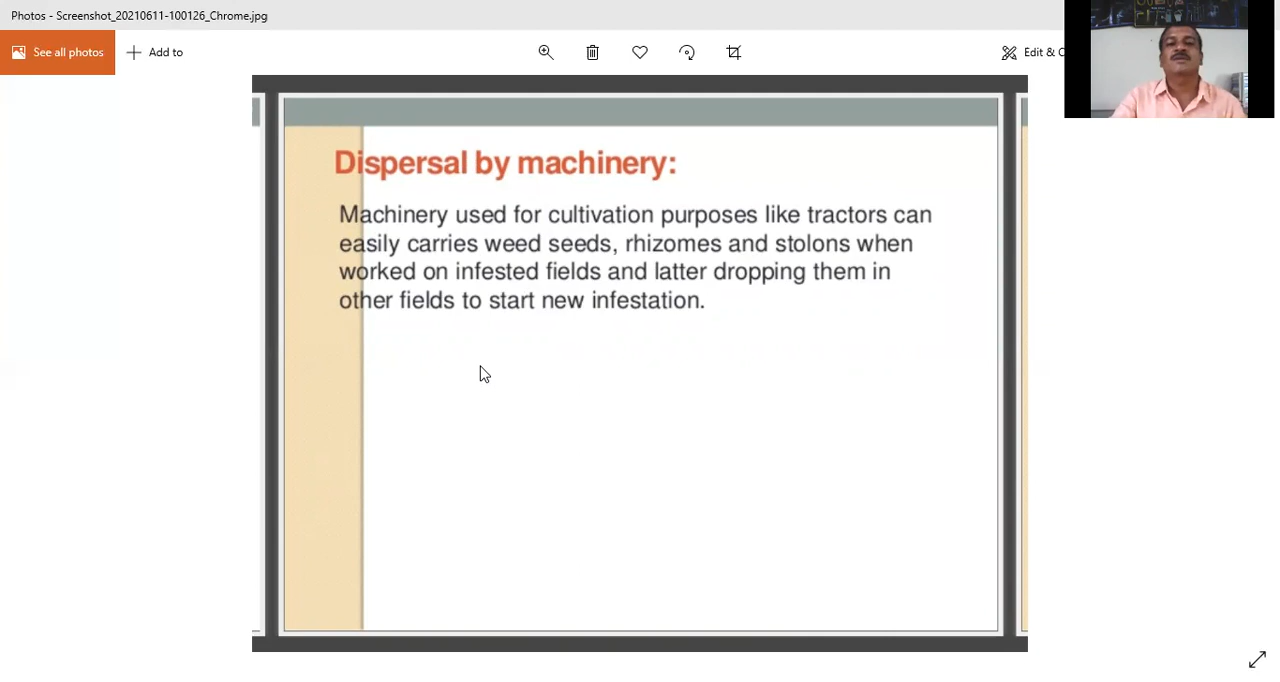 Photos - Screenshot_20210611-100126_Chrome.jpg
See all photos
Add to
Edit & C
Dispersal by machinery:
Machinery used for cultivation purposes like tractors can
easily carries weed seeds, rhizomes and stolons when
worked on infested fields and latter dropping them in
other fields to start new infestation.